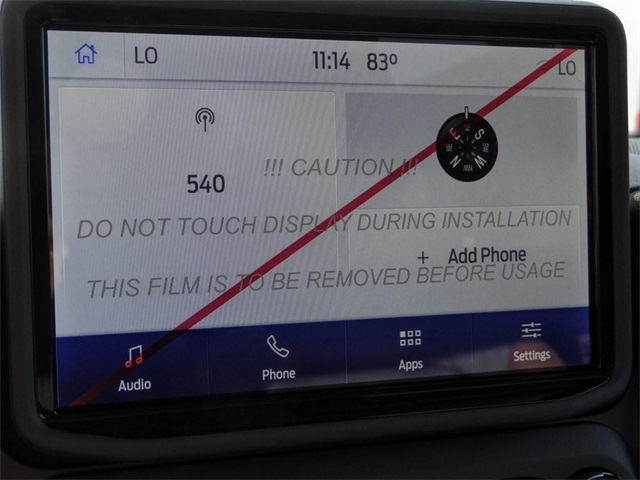 LO 11:14 83° LO
540
!!! CAUTION !!!
DO NOT TOUCH DISPLAY DURING INSTALLATION
+ Add Phone
THIS FILM IS TO BE REMOVED BEFORE USAGE
Audio Phone Apps Settings